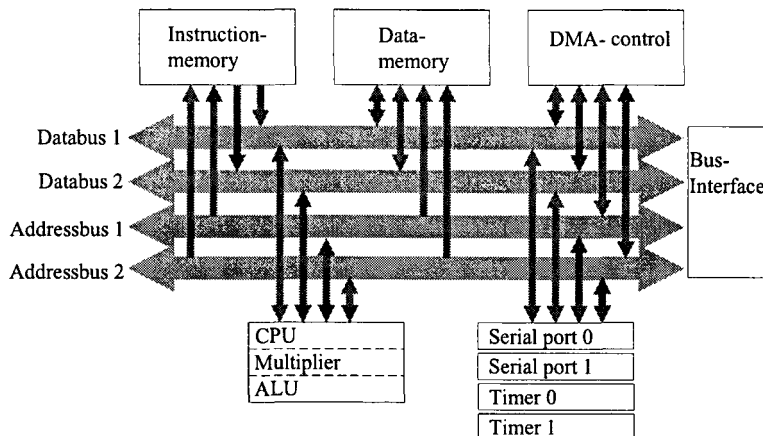 Instruction-
memory
Data-
memory
DMA- control
Databus 1
Databus 2
Addressbus 1
Addressbus 2
Bus-
Interface
CPU
Multiplier
ALU
Serial port 0
Serial port 1
Timer 0
Timer 1